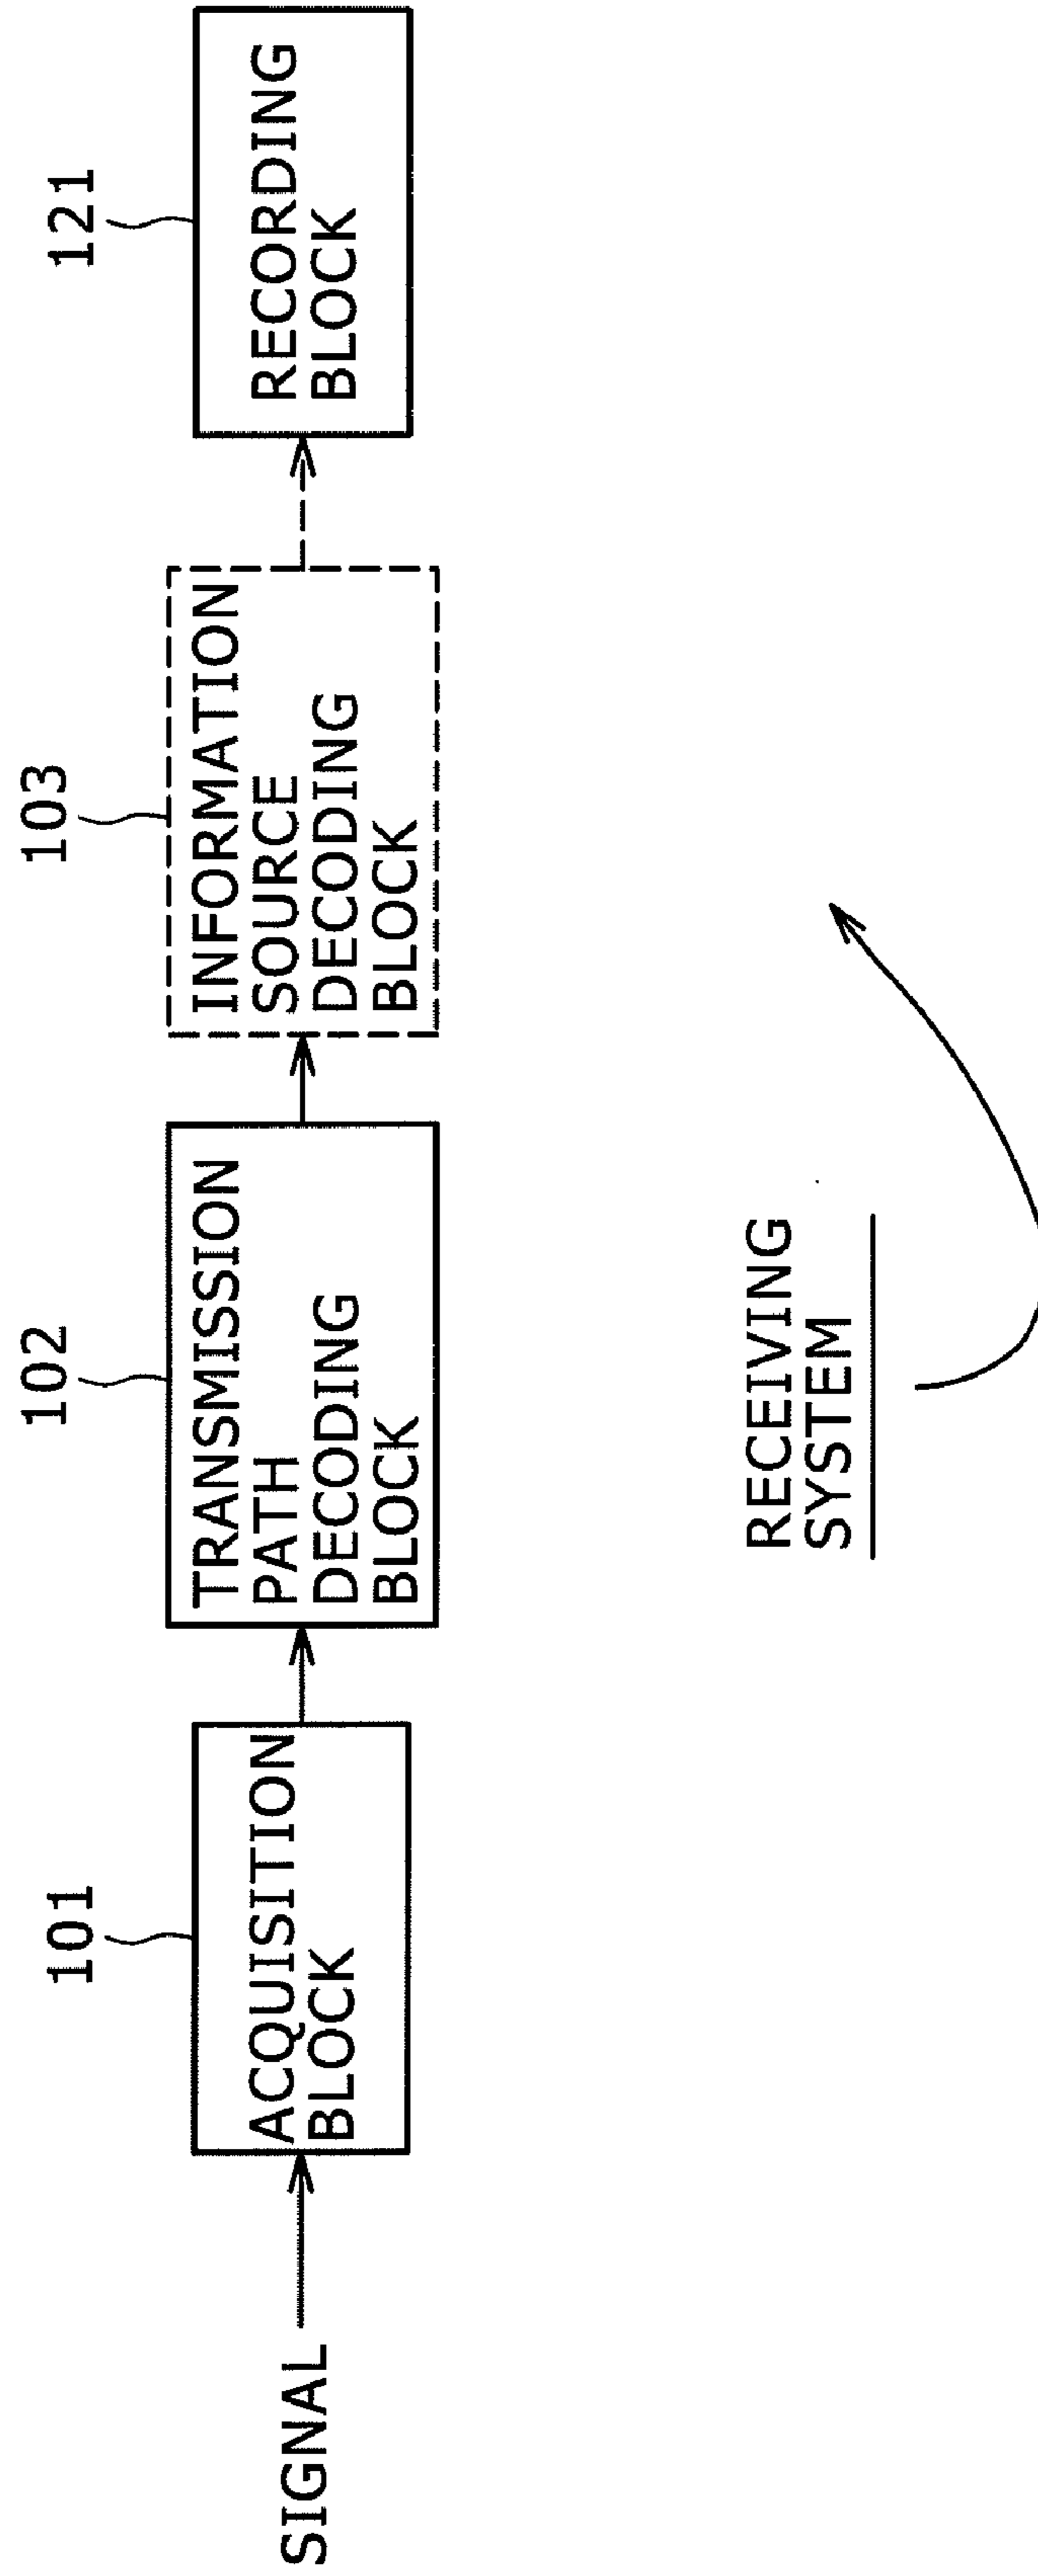 101
102
103
121
SIGNAL
ACQUISITION
BLOCK
TRANSMISSION
PATH
DECODING
BLOCK
INFORMATION
SOURCE
DECODING
BLOCK
RECORDING
BLOCK
RECEIVING
SYSTEM